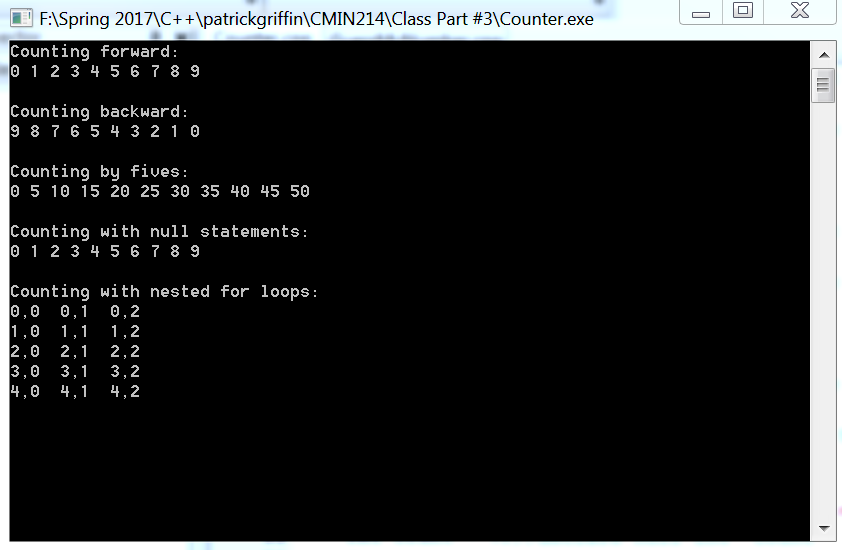 F:\Spring 2017\C++\patrickgriffin\CMIN214\Class Part #3\Counter.exe
Counting forward:
0 1 2 3 4 5 6 7 8 9
Counting backward:
9 8 7 6 5 4 3 2 1 0
Counting by fives:
0 5 10 15 20 25 30 35 40 45 50
Counting with null statements:
0 1 2 3 4 5 6 7 8 9
Counting with nested for loops:
0,0  0,1  0,2
1,0  1,1  1,2
2,0  2,1  2,2
3,0  3,1  3,2
4,0  4,1  4,2